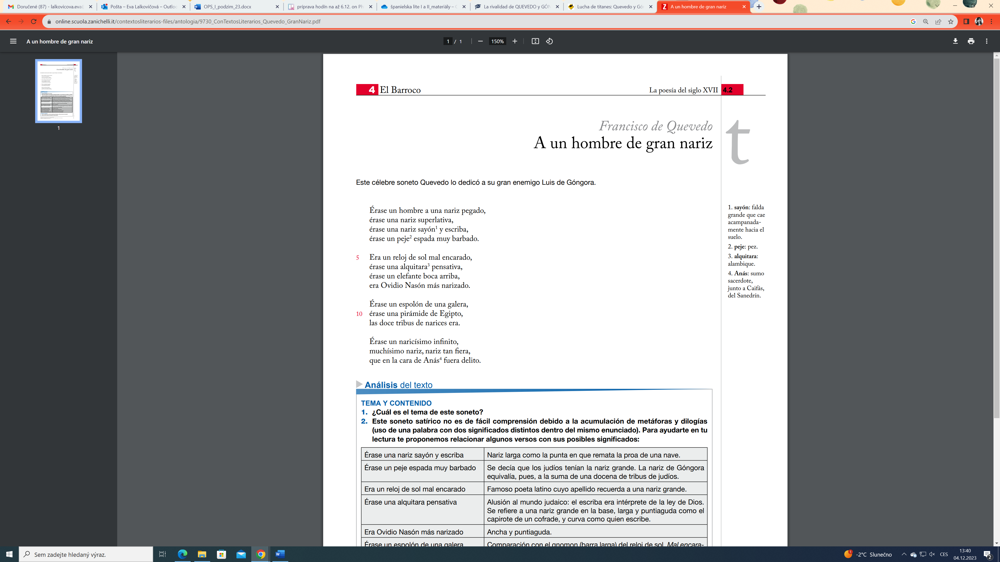 Doručené (87) - lalkovicova.eva@
Pošta – Eva Lalkovičová – Outloo
OPS_I_podzim_23.docx
príprava hodín na až 6.12. on Ph
španielska lite I a II_materiály –
La rivalidad de QUEVEDO y GÓN
Lucha de titanes: Quevedo y Gó
A un hombre de gran nariz
online.scuola.zanichelli.it/contextosliterarios-files/antologia/9730_ConTextosLiterarios_Quevedo_GranNariz.pdf
A un hombre de gran nariz
1 / 1
150%
1
4 El Barroco
La poesía del siglo XVII 4.2
Francisco de Quevedo
A un hombre de gran nariz
t
Este célebre soneto Quevedo lo dedicó a su gran enemigo Luis de Góngora.
Érase un hombre a una nariz pegado,
érase una nariz superlativa,
érase una nariz sayón1 y escriba,
érase un peje2 espada muy barbado.
5 Era un reloj de sol mal encarado,
érase una alquitara3 pensativa,
érase un elefante boca arriba,
era Ovidio Nasón más narizado.
Érase un espolón de una galera,
10 érase una pirámide de Egipto,
las doce tribus de narices era.
Érase un naricísimo infinito,
muchísimo nariz, nariz tan fiera,
que en la cara de Anás4 fuera delito.
1. sayón: falda
grande que cae
acampanada-
mente hacia el
suelo.
2. peje: pez.
3. alquitara:
alambique.
4. Anás: sumo
sacerdote,
junto a Caifás,
del Sanedrín.
Análisis del texto
TEMA Y CONTENIDO
1. ¿Cuál es el tema de este soneto?
2. Este soneto satírico no es de fácil comprensión debido a la acumulación de metáforas y dilogías
(uso de una palabra con dos significados distintos dentro del mismo enunciado). Para ayudarte en tu
lectura te proponemos relacionar algunos versos con sus posibles significados:
Érase una nariz sayón y escriba
Nariz larga como la punta en que remata la proa de una nave.
Érase un peje espada muy barbado
Se decía que los judíos tenían la nariz grande. La nariz de Góngora
equivalía, pues, a la suma de una docena de tribus de judíos.
Era un reloj de sol mal encarado
Famoso poeta latino cuyo apellido recuerda a una nariz grande.
Érase una alquitara pensativa
Alusión al mundo judaico: el escriba era intérprete de la ley de Dios.
Se refiere a una nariz grande en la base, larga y puntiaguda como el
capirote de un cofrade, y curva como quien escribe.
Era Ovidio Nasón más narizado
Ancha y puntiaguda.
Érase un espolón de una galera
Comparación con el gnomon (barra larga) del reloj de sol. Mal encara-
Sem zadejte hledaný výraz.
-2°C Slunečno
CES
13:40
04.12.2023
2